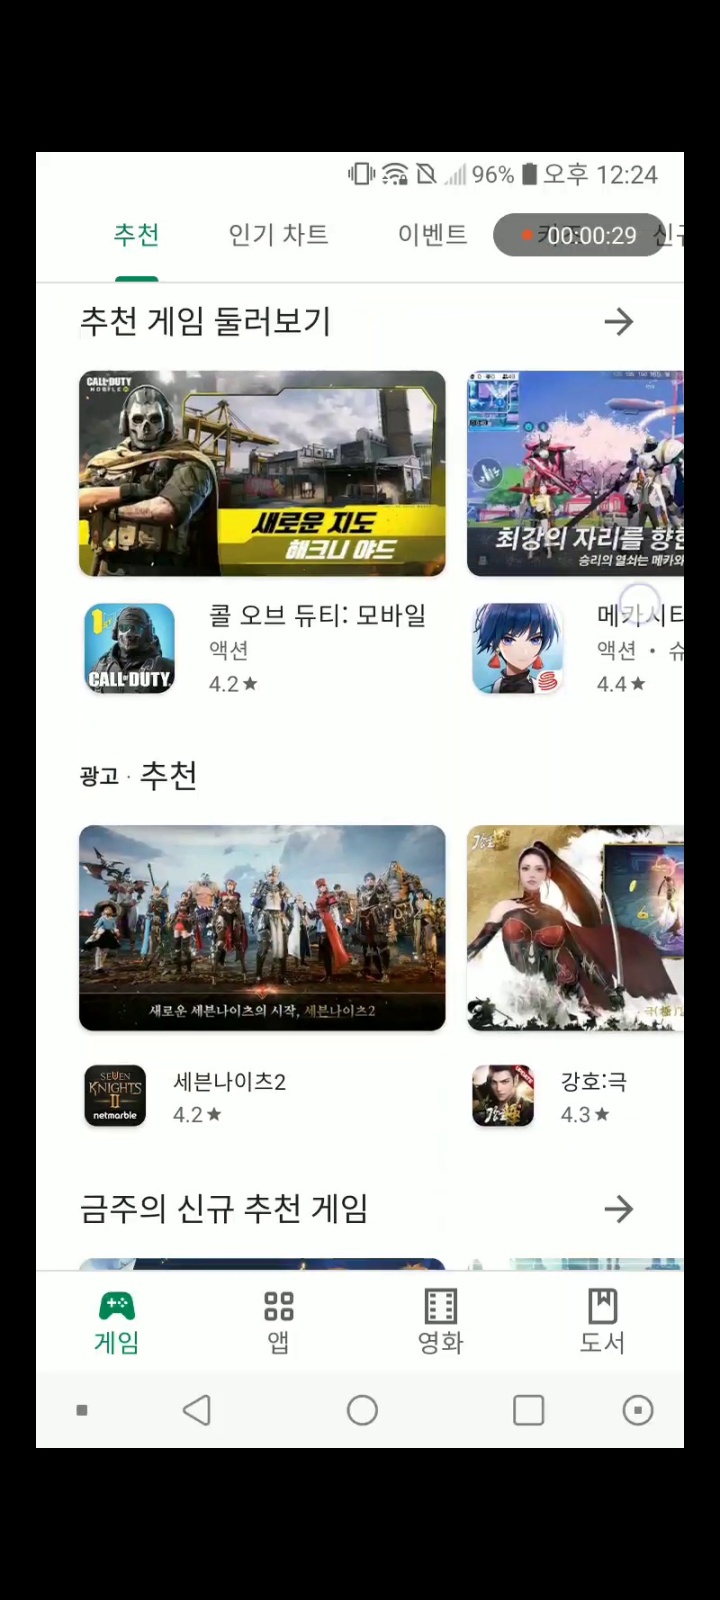 96% 오후 12:24
추천 인기 차트 이벤트 00:00:29
추천 게임 둘러보기
CALL OF DUTY
MOBILE
새로운 지도
해크니 야드
최강의 자리를 향한
승리의 열쇠는 메카와
CALL OF DUTY
콜 오브 듀티: 모바일
액션
4.2★
메카시티
액션 • 슈
4.4★
광고 · 추천
새로운 세븐나이츠의 시작, 세븐나이츠2
SEVEN
KNIGHTS
II
netmarble
세븐나이츠2
4.2★
UPDATE
강호:극
4.3★
금주의 신규 추천 게임
게임 앱 영화 도서